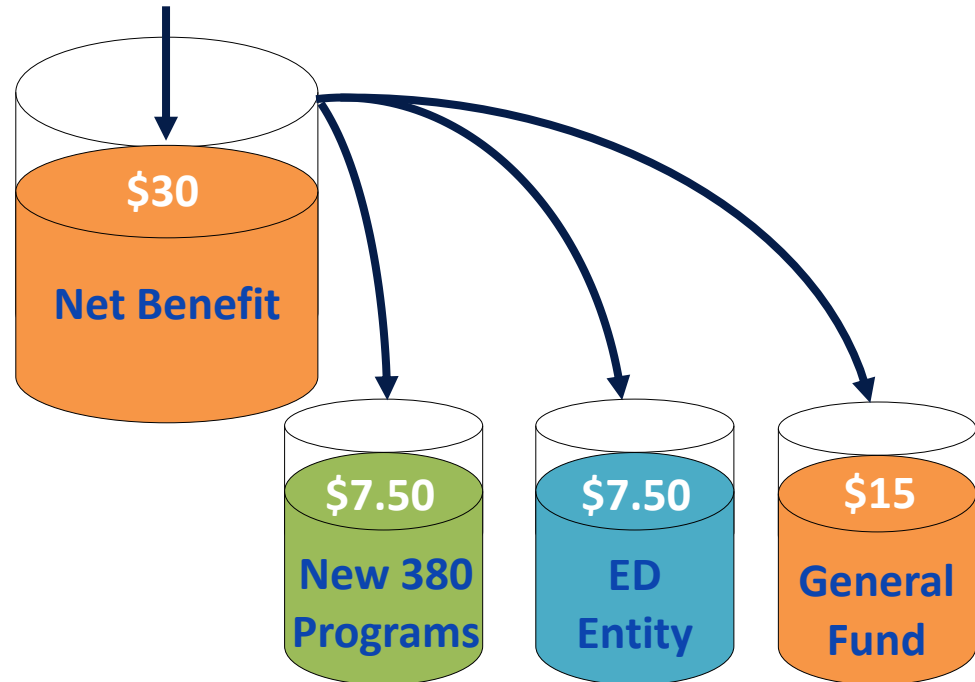 $30
Net Benefit
$7.50
New 380
Programs
$7.50
ED
Entity
$15
General
Fund